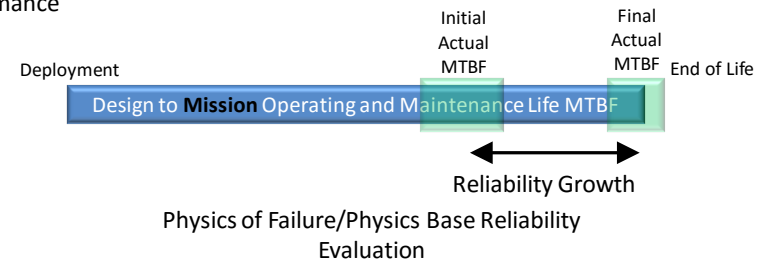 mance
Initial
Actual
MTBF
Final
Actual
MTBF
Deployment
End of Life
Design to Mission Operating and Maintenance Life MTBF
Reliability Growth
Physics of Failure/Physics Base Reliability
Evaluation